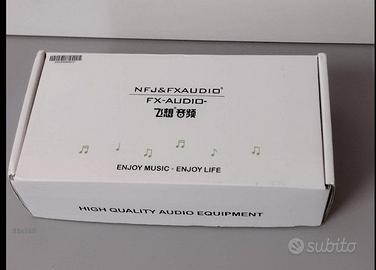 NFJ&FXAUDIO®
FX-AUDIO-
飞想音频
ENJOY MUSIC - ENJOY LIFE
HIGH QUALITY AUDIO EQUIPMENT
subito